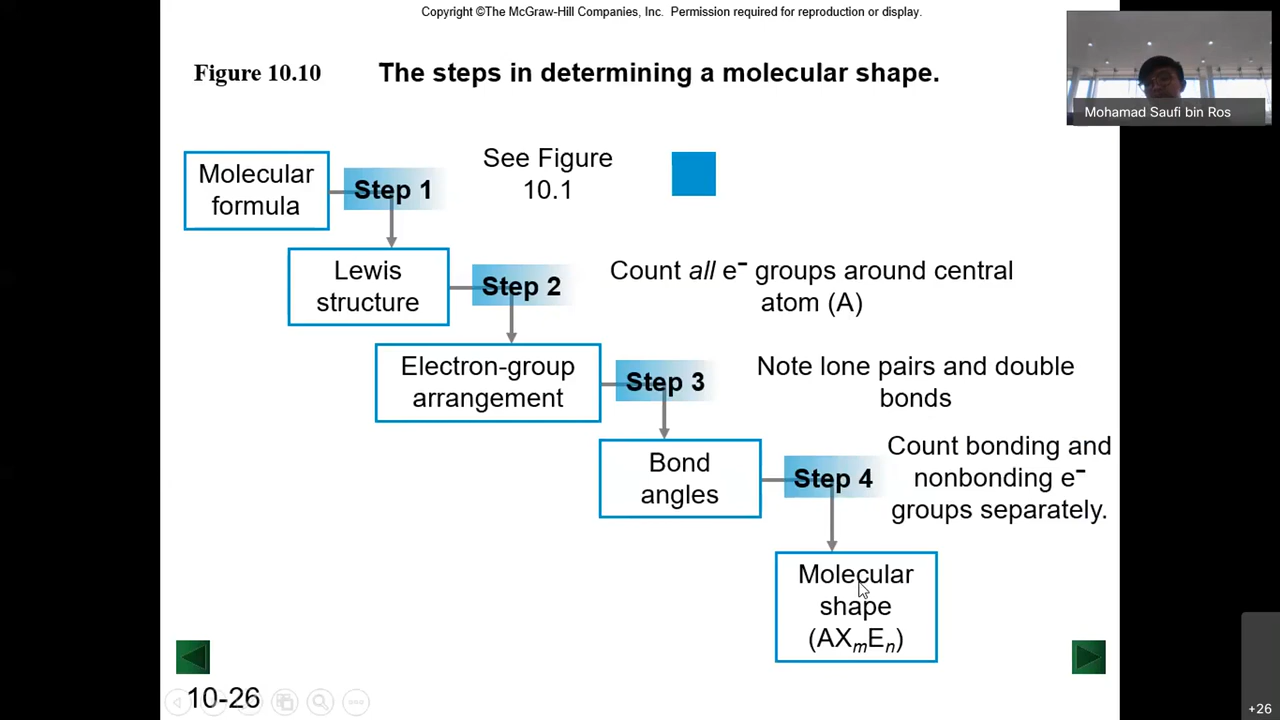 Copyright ©The McGraw-Hill Companies, Inc. Permission required for reproduction or display.
Figure 10.10
The steps in determining a molecular shape.
Mohamad Saufi bin Ros
Molecular
formula
Step 1
See Figure
10.1
Lewis
structure
Step 2
Count all e⁻ groups around central
atom (A)
Electron-group
arrangement
Step 3
Note lone pairs and double
bonds
Bond
angles
Step 4
Count bonding and
nonbonding e⁻
groups separately.
Molecular
shape
(AXₘEₙ)
10-26
+26